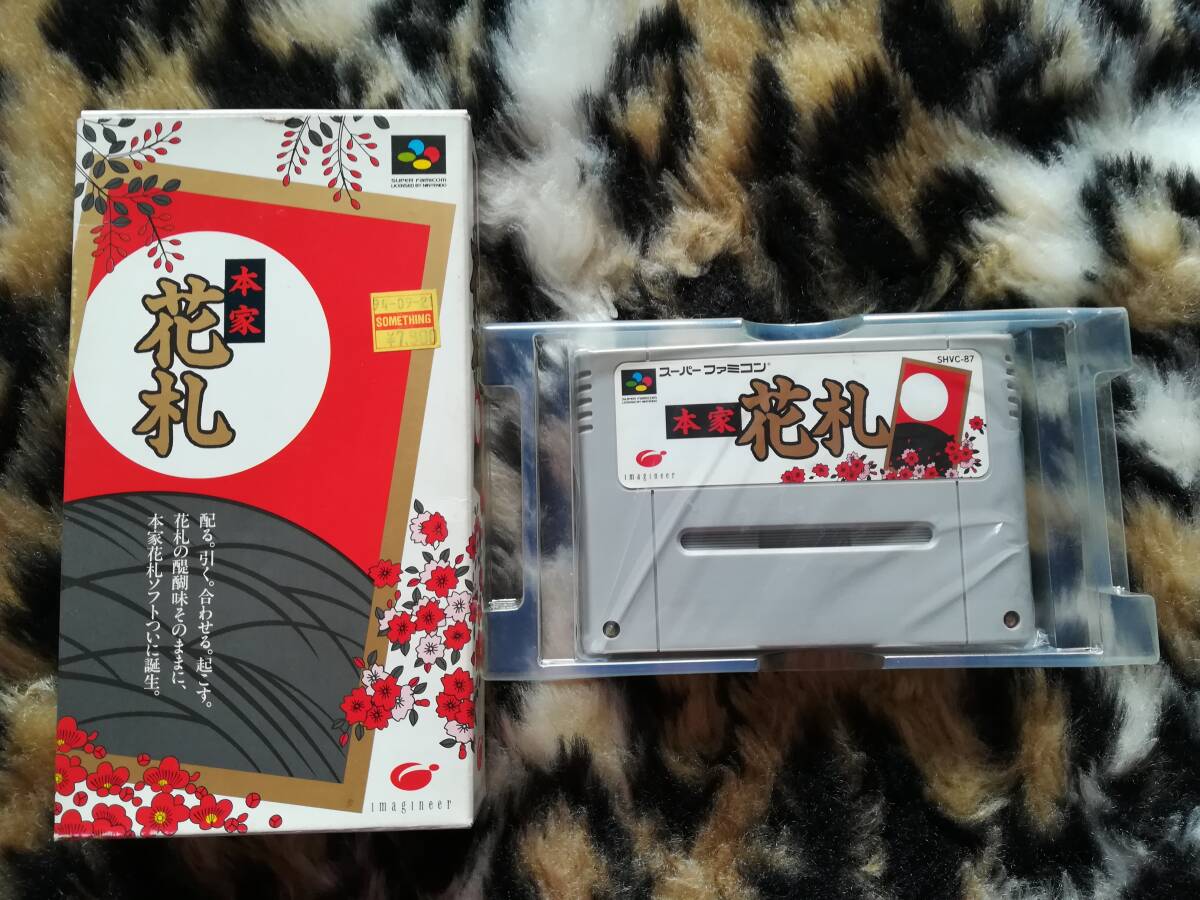 SUPER FAMICOM
LICENSED BY NINTENDO
本家
花札
94-09-2
SOMETHING
¥7,900
配る。引く。合わせる。起こす。
花札の醍醐味そのままに、
本家花札ソフトついに誕生。
imagineer
SHVC-87
スーパーファミコン
SUPER FAMICOM
LICENSED BY NINTENDO
本家 花札
imagineer